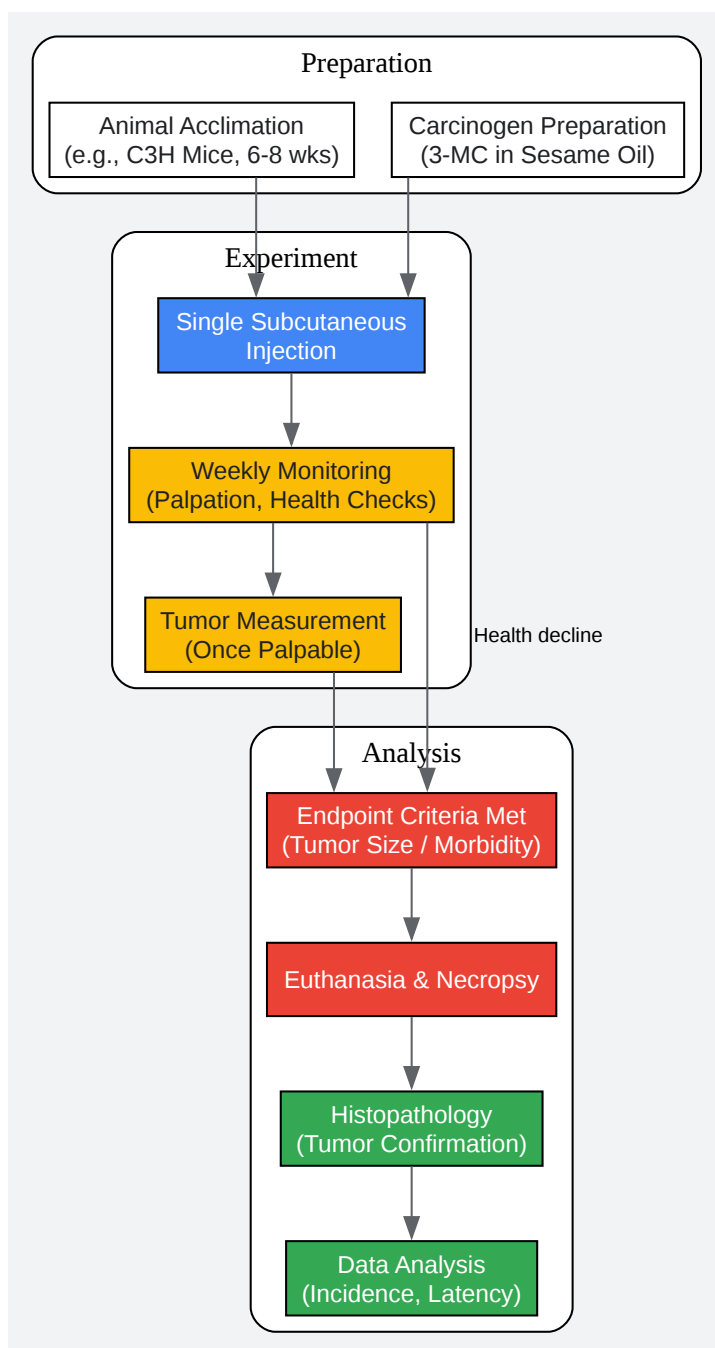 Preparation
Animal Acclimation
(e.g., C3H Mice, 6-8 wks)
Carcinogen Preparation
(3-MC in Sesame Oil)
Experiment
Single Subcutaneous
Injection
Weekly Monitoring
(Palpation, Health Checks)
Tumor Measurement
(Once Palpable)
Health decline
Analysis
Endpoint Criteria Met
(Tumor Size / Morbidity)
Euthanasia & Necropsy
Histopathology
(Tumor Confirmation)
Data Analysis
(Incidence, Latency)